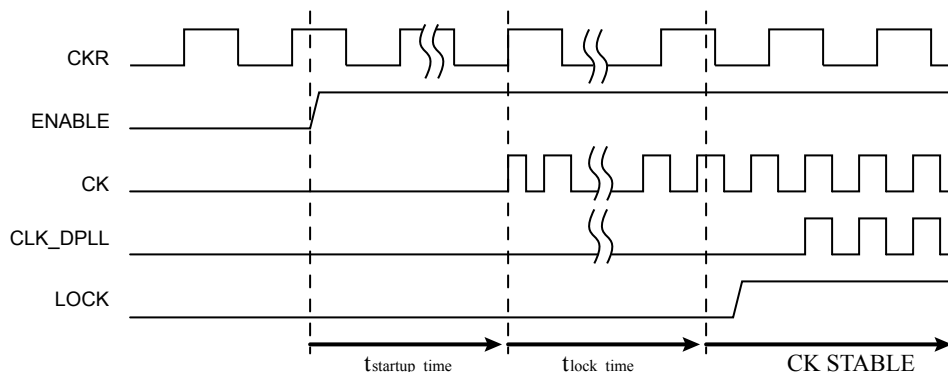 CKR
ENABLE
CK
CLK_DPLL
LOCK
tstartup_time tlock_time CK STABLE